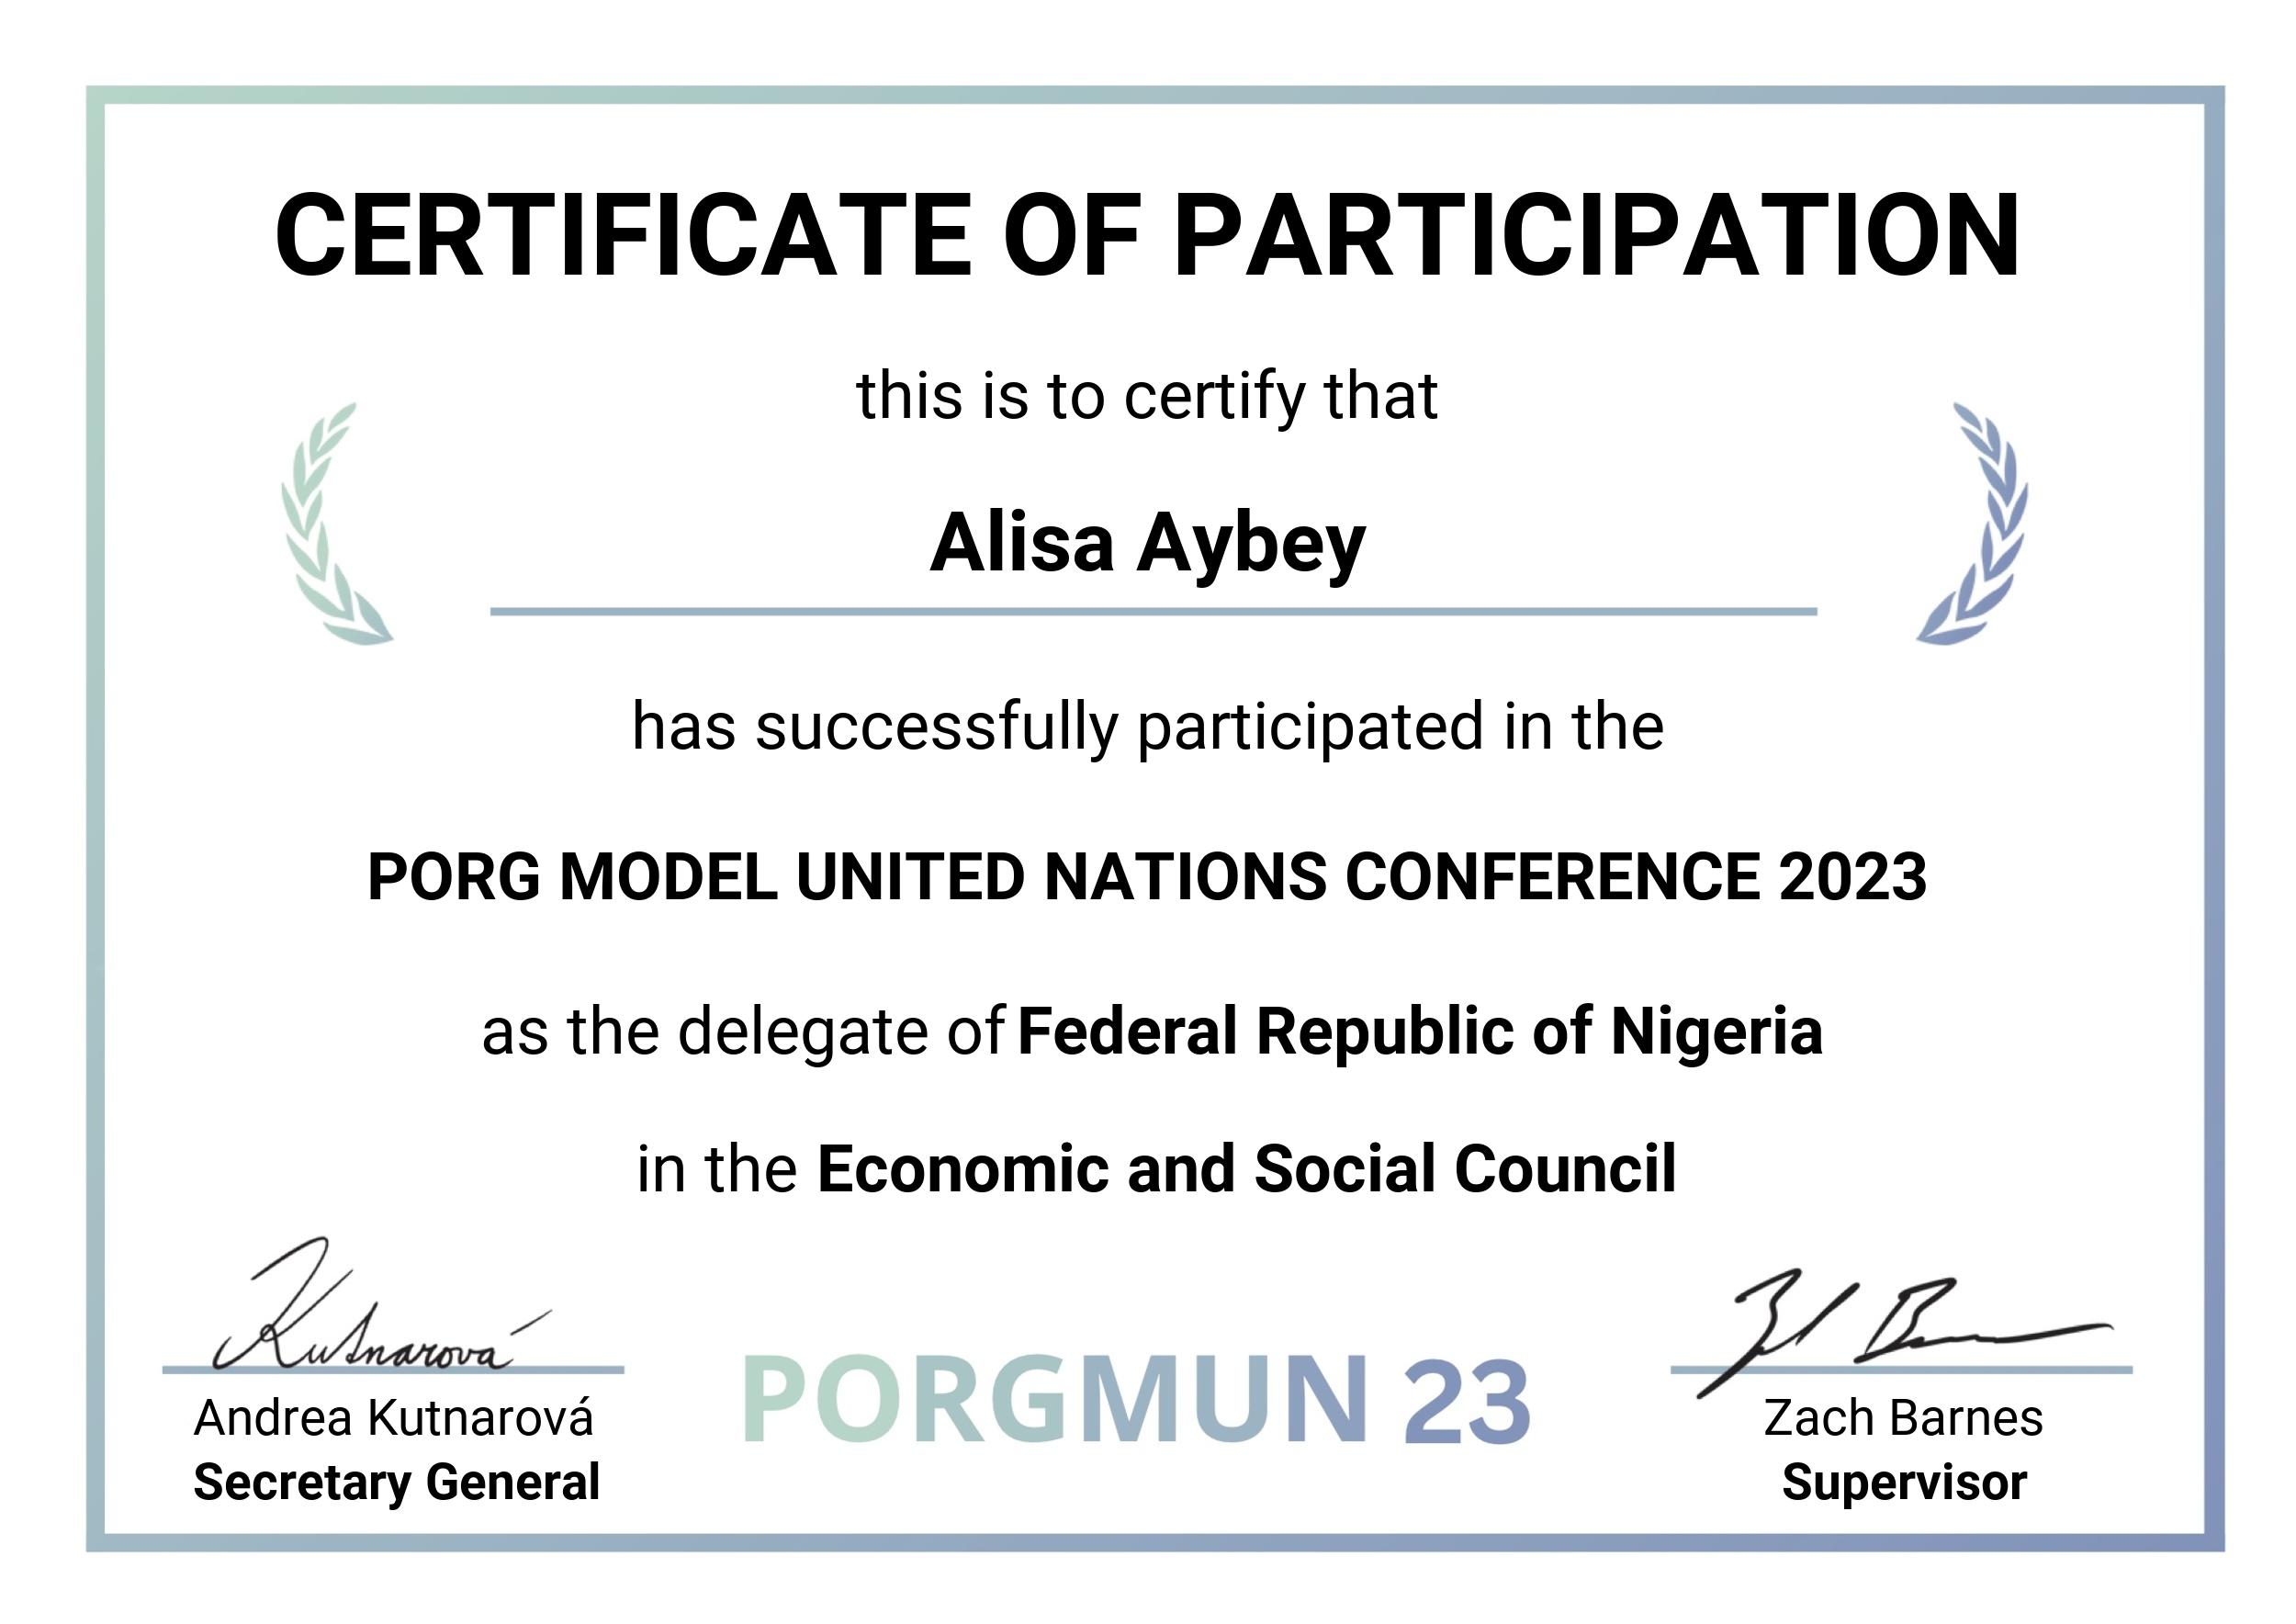 CERTIFICATE OF PARTICIPATION
this is to certify that
Alisa Aybey
has successfully participated in the
PORG MODEL UNITED NATIONS CONFERENCE 2023
as the delegate of Federal Republic of Nigeria
in the Economic and Social Council
Kutnarová
Andrea Kutnarová
Secretary General
PORGMUN 23
Zach Barnes
Supervisor